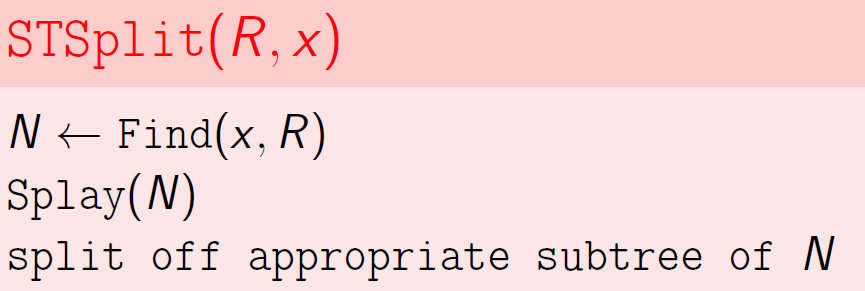 STSplit(R, x)
N ← Find(x, R)
Splay(N)
split off appropriate subtree of N